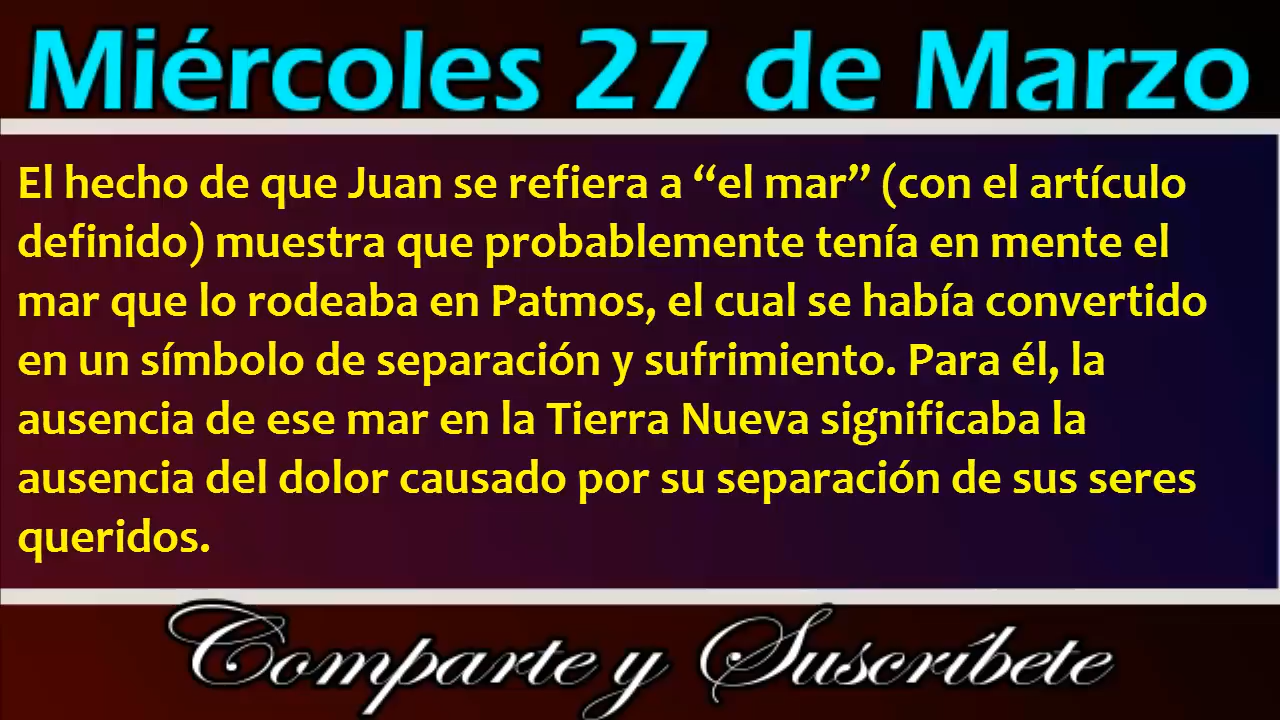 Miércoles 27 de Marzo
El hecho de que Juan se refiera a “el mar” (con el artículo
definido) muestra que probablemente tenía en mente el
mar que lo rodeaba en Patmos, el cual se había convertido
en un símbolo de separación y sufrimiento. Para él, la
ausencia de ese mar en la Tierra Nueva significaba la
ausencia del dolor causado por su separación de sus seres
queridos.
Comparte y Suscríbete